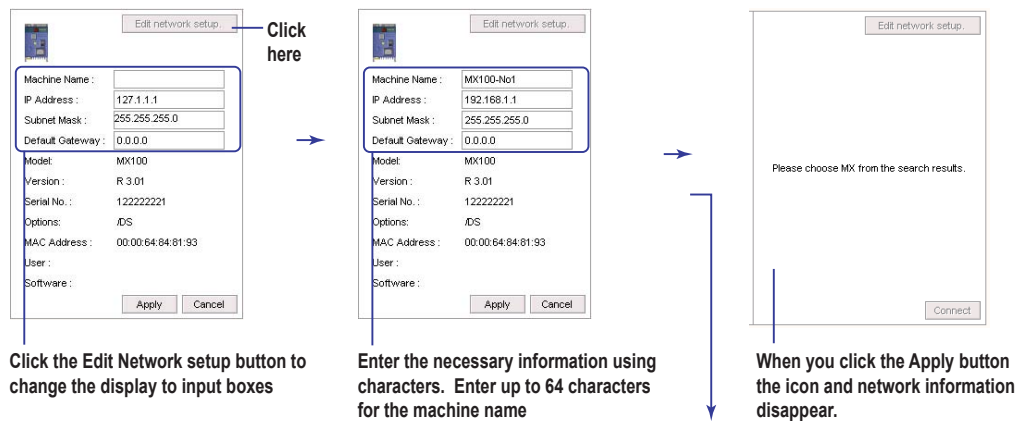 Edit network setup.
Click
here
Machine Name :
IP Address : 127.1.1.1
Subnet Mask : 255.255.255.0
Default Gateway : 0.0.0.0
Model: MX100
Version : R 3.01
Serial No. : 122222221
Options: /DS
MAC Address : 00:00:64:84:81:93
User :
Software :
Apply Cancel
Click the Edit Network setup button to
change the display to input boxes
Edit network setup.
Machine Name : MX100-No1
IP Address : 192.168.1.1
Subnet Mask : 255.255.255.0
Default Gateway : 0.0.0.0
Model: MX100
Version : R 3.01
Serial No. : 122222221
Options: /DS
MAC Address : 00:00:64:84:81:93
User :
Software :
Apply Cancel
Enter the necessary information using
characters. Enter up to 64 characters
for the machine name
Edit network setup.
Please choose MX from the search results.
Connect
When you click the Apply button
the icon and network information
disappear.